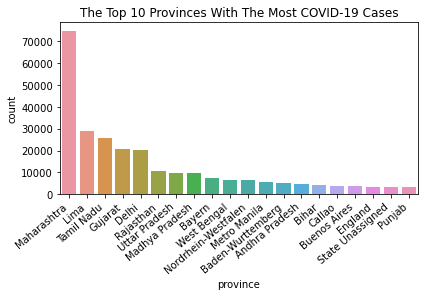 The Top 10 Provinces With The Most COVID-19 Cases
70000
60000
50000
40000
30000
20000
10000
0
count
Maharashtra
Lima
Tamil Nadu
Gujarat
Delhi
Rajasthan
Uttar Pradesh
Madhya Pradesh
Bayern
West Bengal
Nordrhein-Westfalen
Metro Manila
Baden-Wurttemberg
Andhra Pradesh
Bihar
Callao
Buenos Aires
England
State Unassigned
Punjab
province